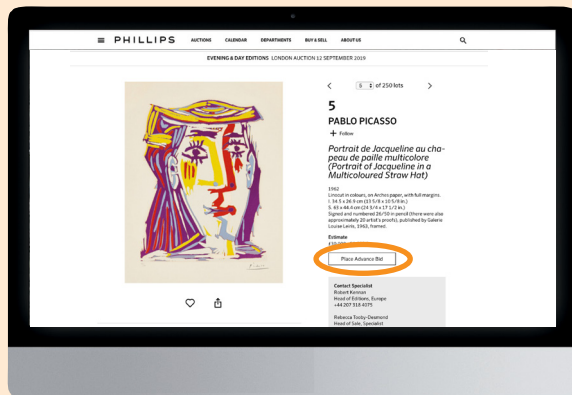 PHILLIPS
AUCTIONS CALENDAR DEPARTMENTS BUY & SELL ABOUT US
EVENING & DAY EDITIONS LONDON AUCTION 12 SEPTEMBER 2019
of 250 lots
5
PABLO PICASSO
+ Follow
Portrait de Jacqueline au cha-
peau de paille multicolore
(Portrait of Jacqueline in a
Multicoloured Straw Hat)
1962
Linocut in colours, on Arches paper, with full margins.
I. 34.5 x 26.9 cm (13 5/8 x 10 5/8 in.)
S. 63 x 44.4 cm (24 3/4 x 17 1/2 in.)
Signed and numbered 26/50 in pencil (there were also
approximately 20 artist's proofs), published by Galerie
Louise Leiris, 1963, framed
Estimate
Place Advance Bid
Contact Specialist
Robert Kennan
Head of Editions, Europe
+44 207 318 4075
Rebecca Tooby-Desmond
Head of Sale, Specialist